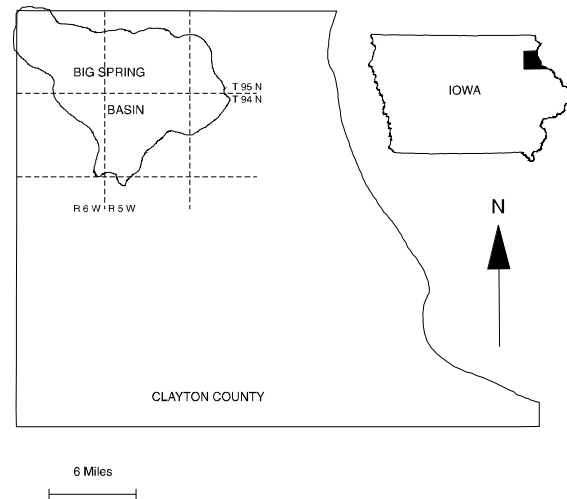 BIG SPRING
BASIN
T 95 N
T 94 N
R 6 W
R 5 W
IOWA
N
CLAYTON COUNTY
6 Miles